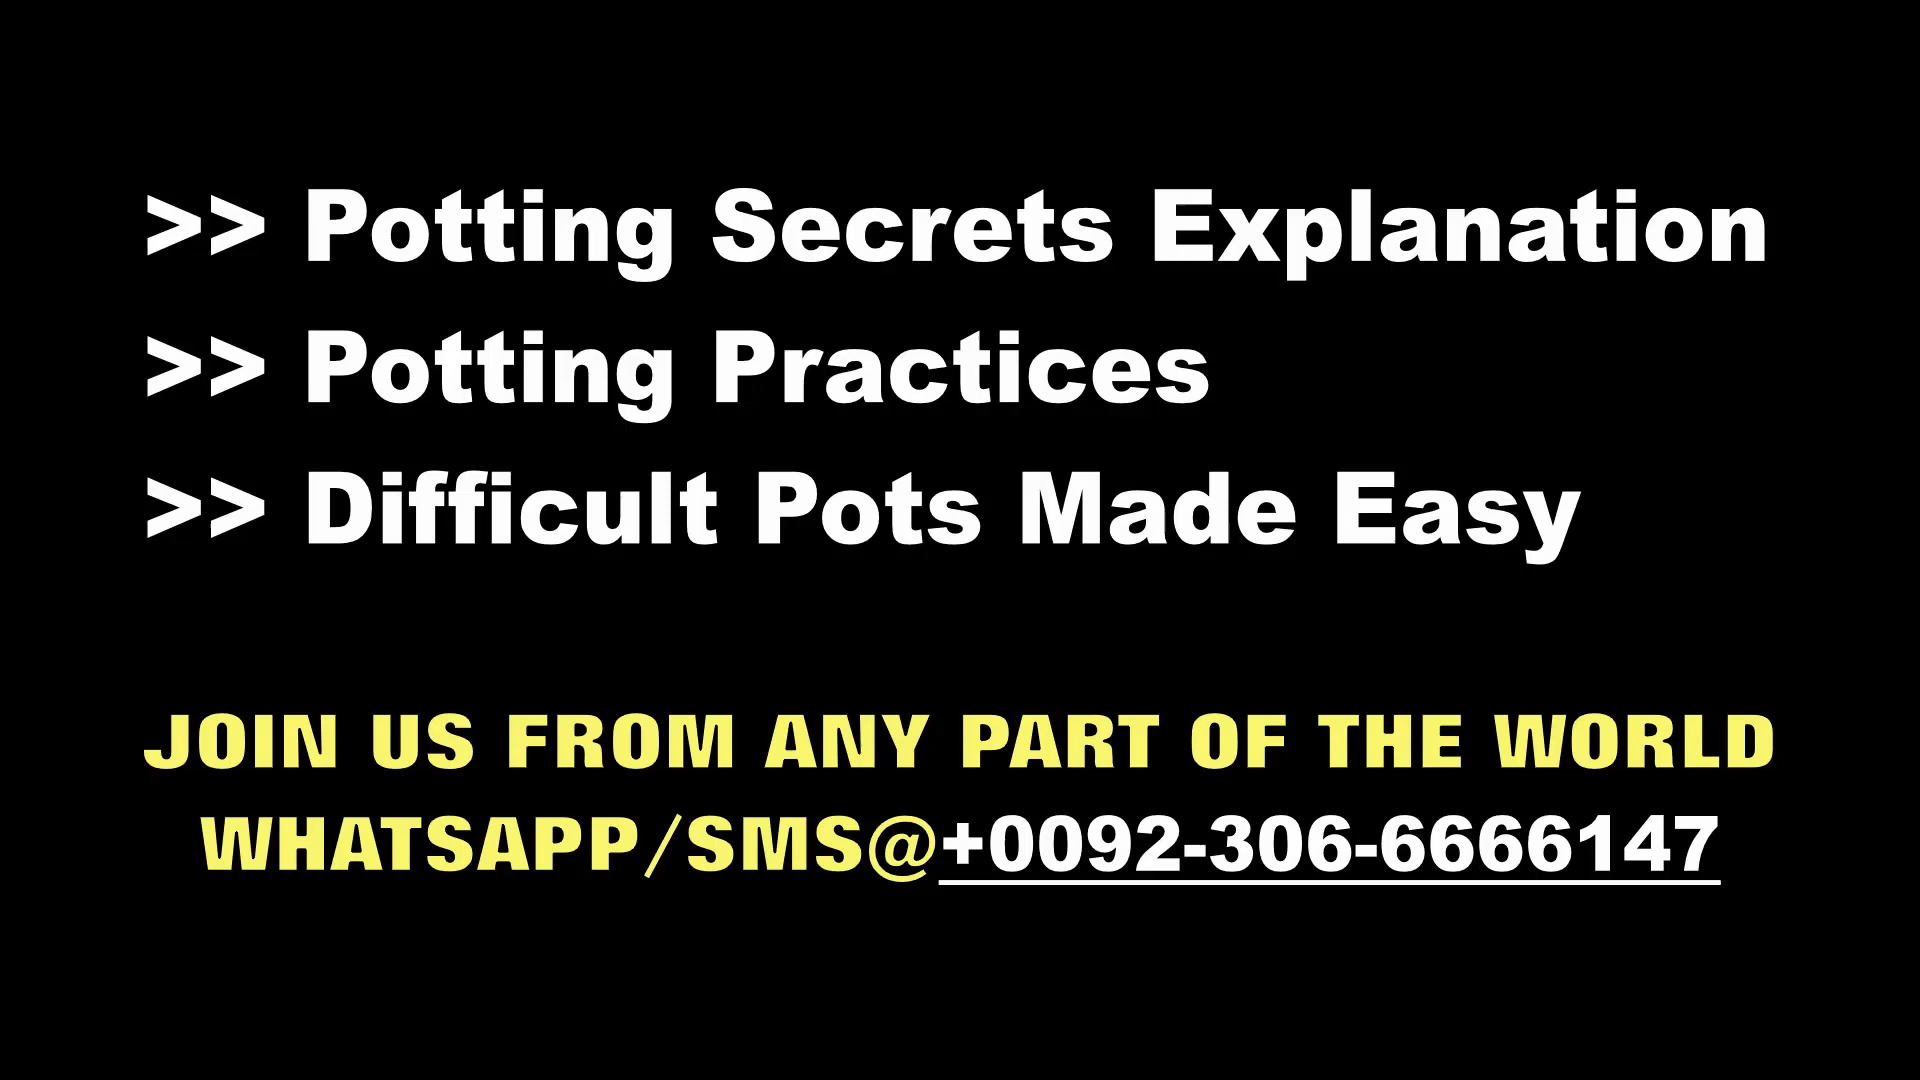 >> Potting Secrets Explanation
>> Potting Practices
>> Difficult Pots Made Easy
JOIN US FROM ANY PART OF THE WORLD
WHATSAPP/SMS@+0092-306-6666147